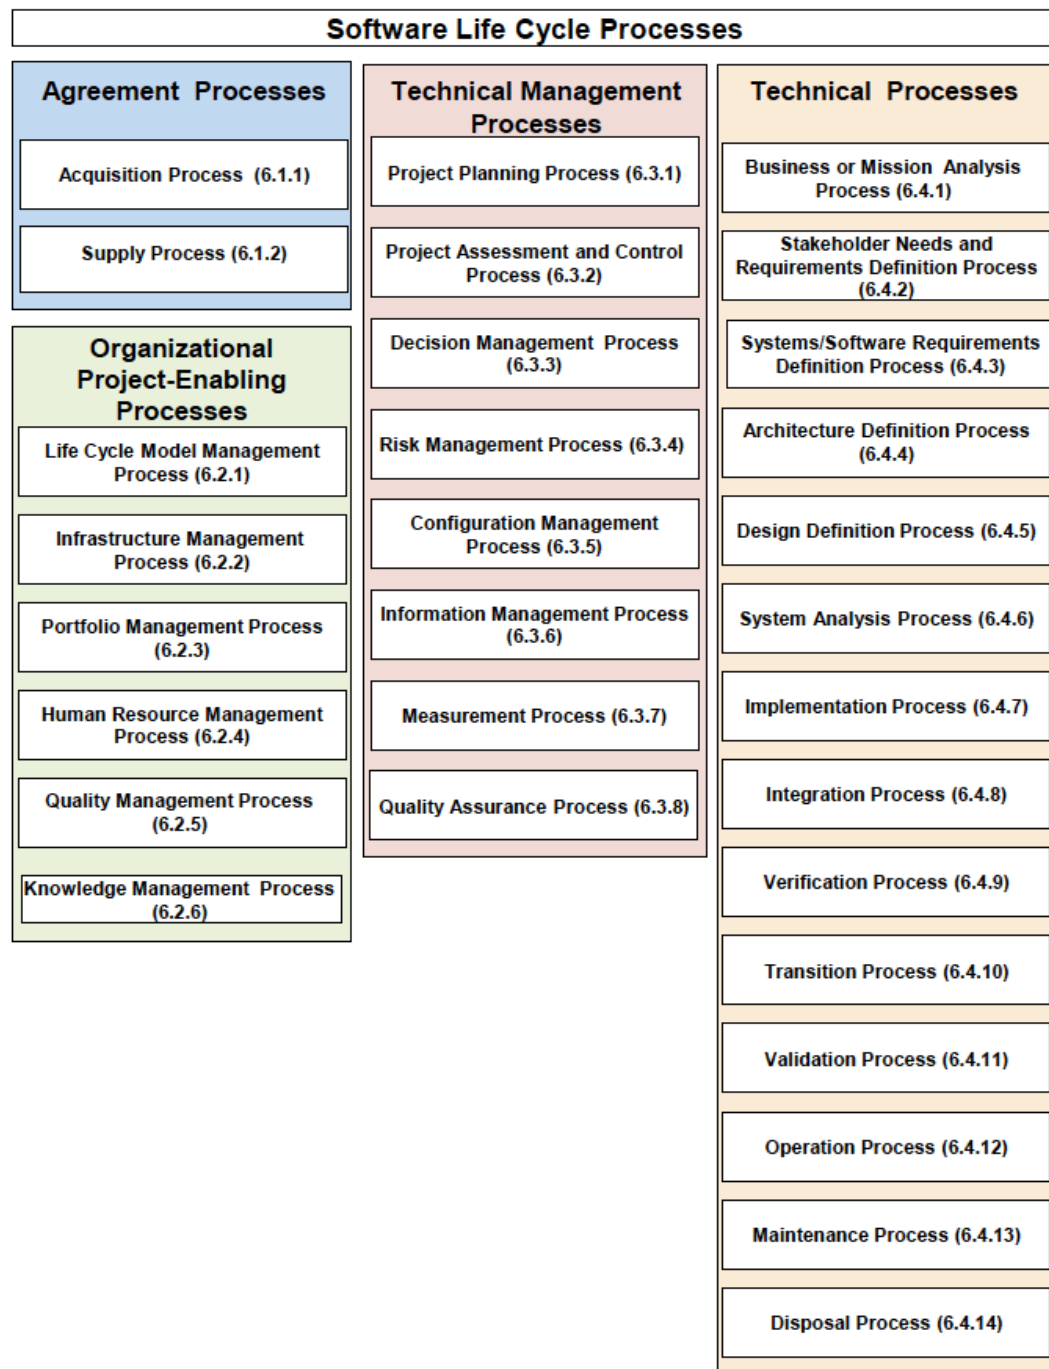 Software Life Cycle Processes
Agreement Processes
Acquisition Process (6.1.1)
Supply Process (6.1.2)
Organizational
Project-Enabling
Processes
Life Cycle Model Management
Process (6.2.1)
Infrastructure Management
Process (6.2.2)
Portfolio Management Process
(6.2.3)
Human Resource Management
Process (6.2.4)
Quality Management Process
(6.2.5)
Knowledge Management Process
(6.2.6)
Technical Management
Processes
Project Planning Process (6.3.1)
Project Assessment and Control
Process (6.3.2)
Decision Management Process
(6.3.3)
Risk Management Process (6.3.4)
Configuration Management
Process (6.3.5)
Information Management Process
(6.3.6)
Measurement Process (6.3.7)
Quality Assurance Process (6.3.8)
Technical Processes
Business or Mission Analysis
Process (6.4.1)
Stakeholder Needs and
Requirements Definition Process
(6.4.2)
Systems/Software Requirements
Definition Process (6.4.3)
Architecture Definition Process
(6.4.4)
Design Definition Process (6.4.5)
System Analysis Process (6.4.6)
Implementation Process (6.4.7)
Integration Process (6.4.8)
Verification Process (6.4.9)
Transition Process (6.4.10)
Validation Process (6.4.11)
Operation Process (6.4.12)
Maintenance Process (6.4.13)
Disposal Process (6.4.14)